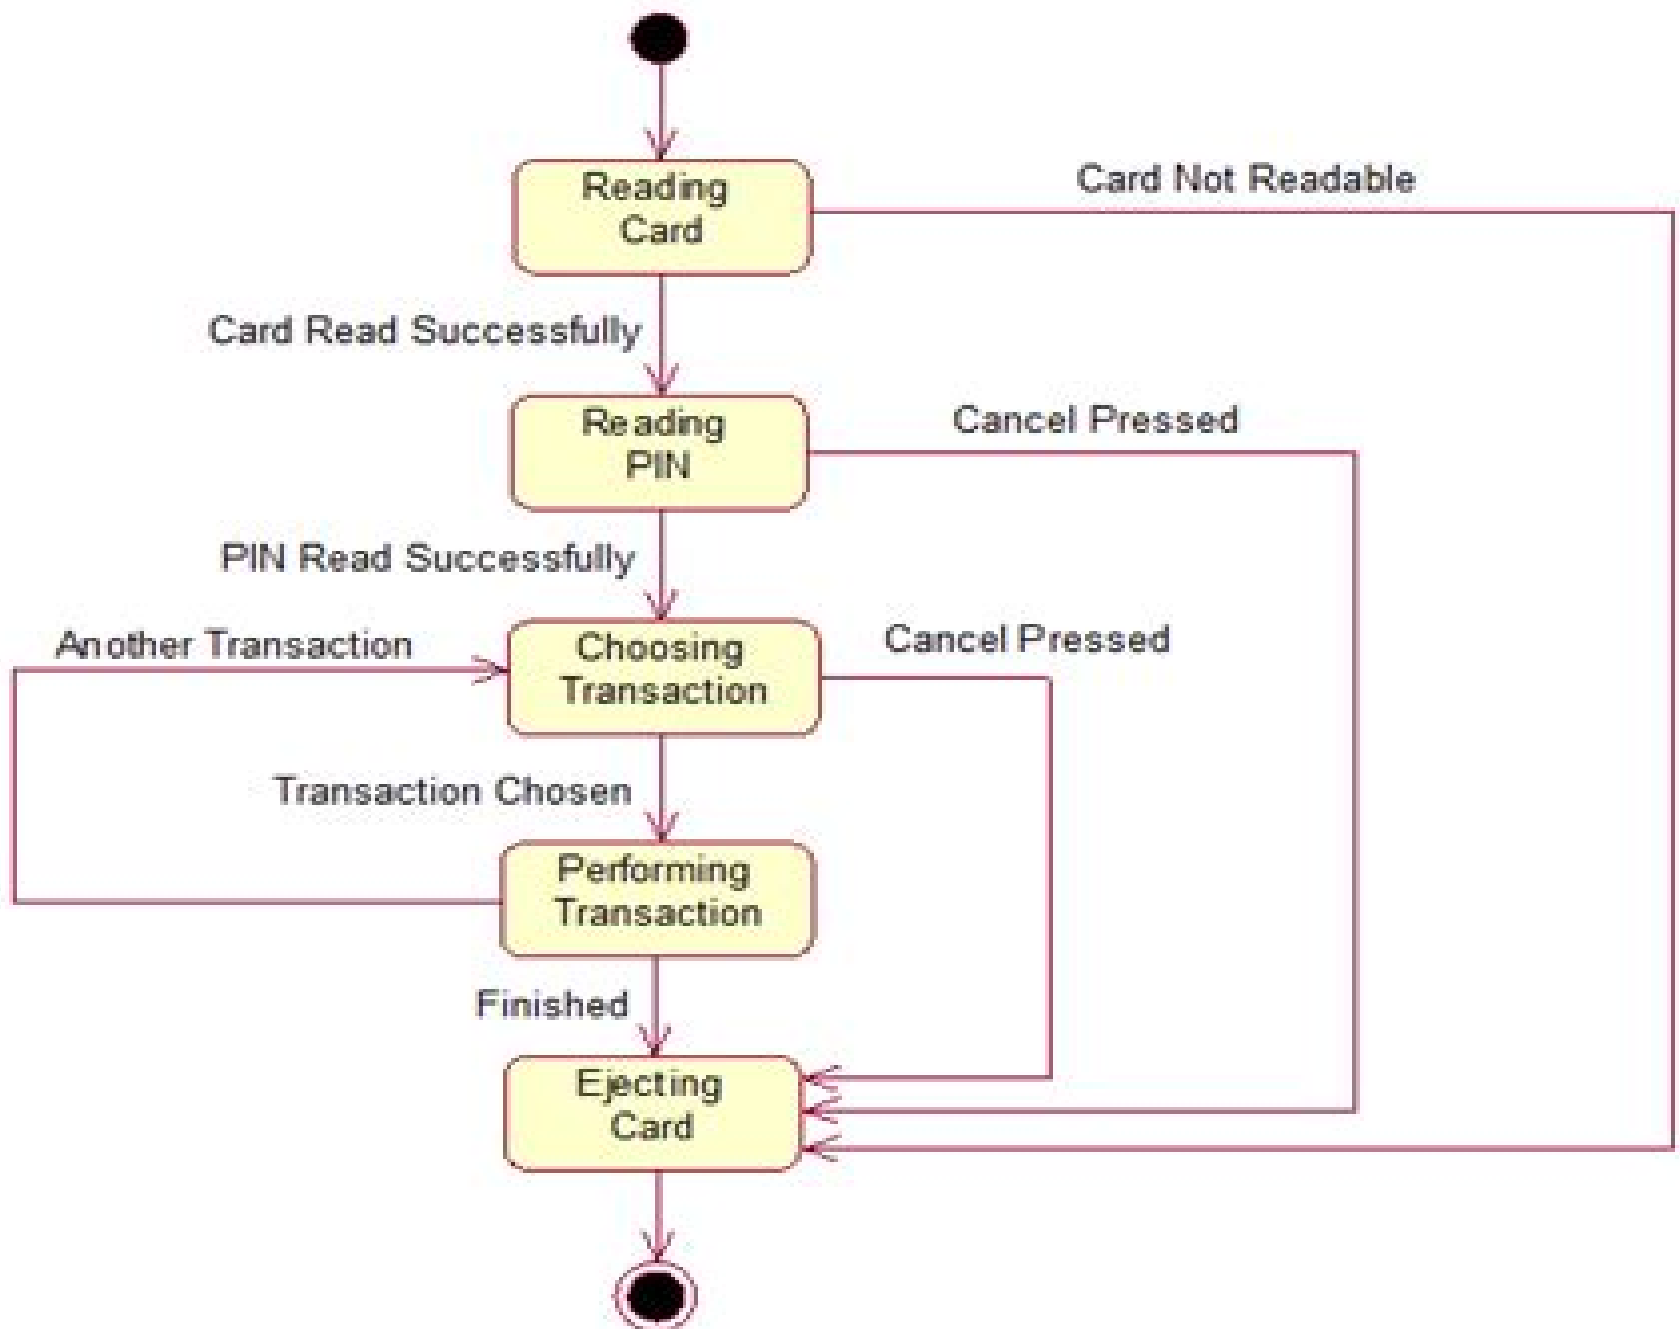 Reading
Card
Card Not Readable
Card Read Successfully
Reading
PIN
Cancel Pressed
PIN Read Successfully
Another Transaction
Choosing
Transaction
Cancel Pressed
Transaction Chosen
Performing
Transaction
Finished
Ejecting
Card